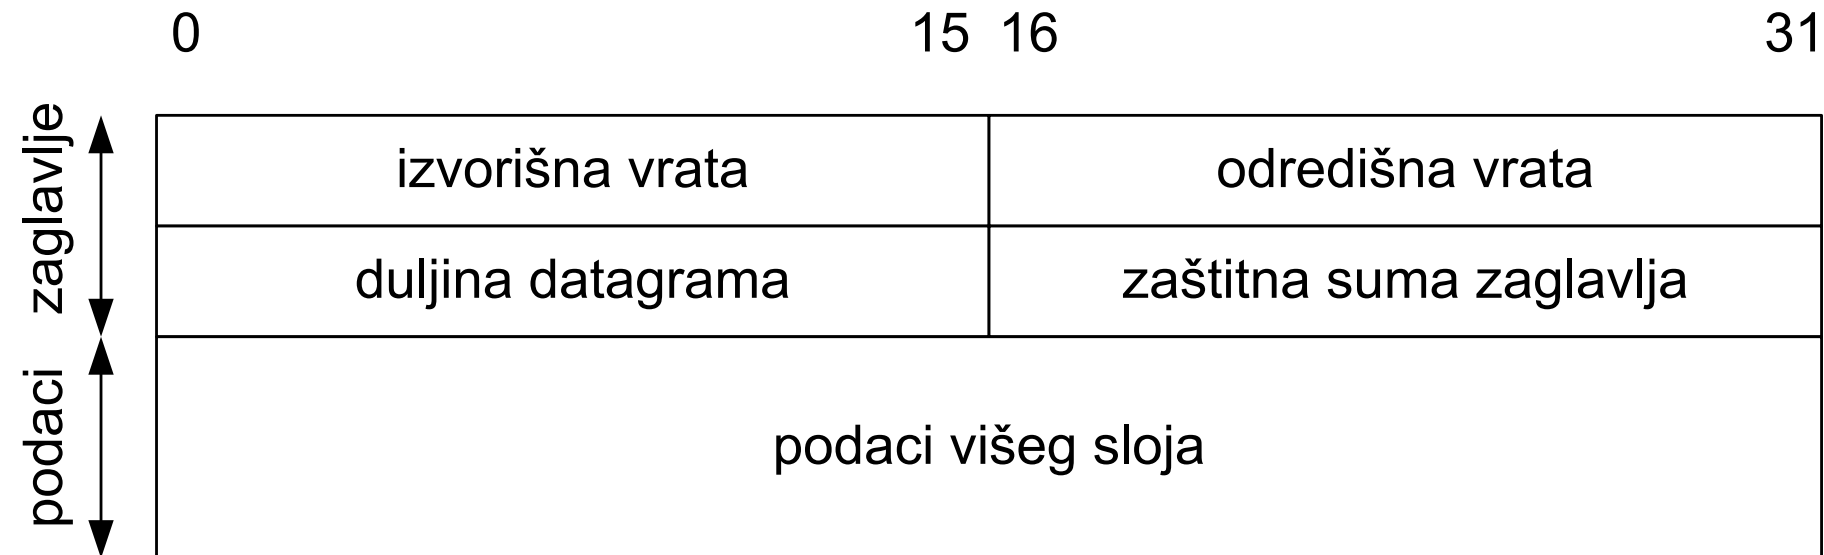 0 15 16 31
zaglavlje
izvorišna vrata odredišna vrata
duljina datagrama zaštitna suma zaglavlja
podaci
podaci višeg sloja